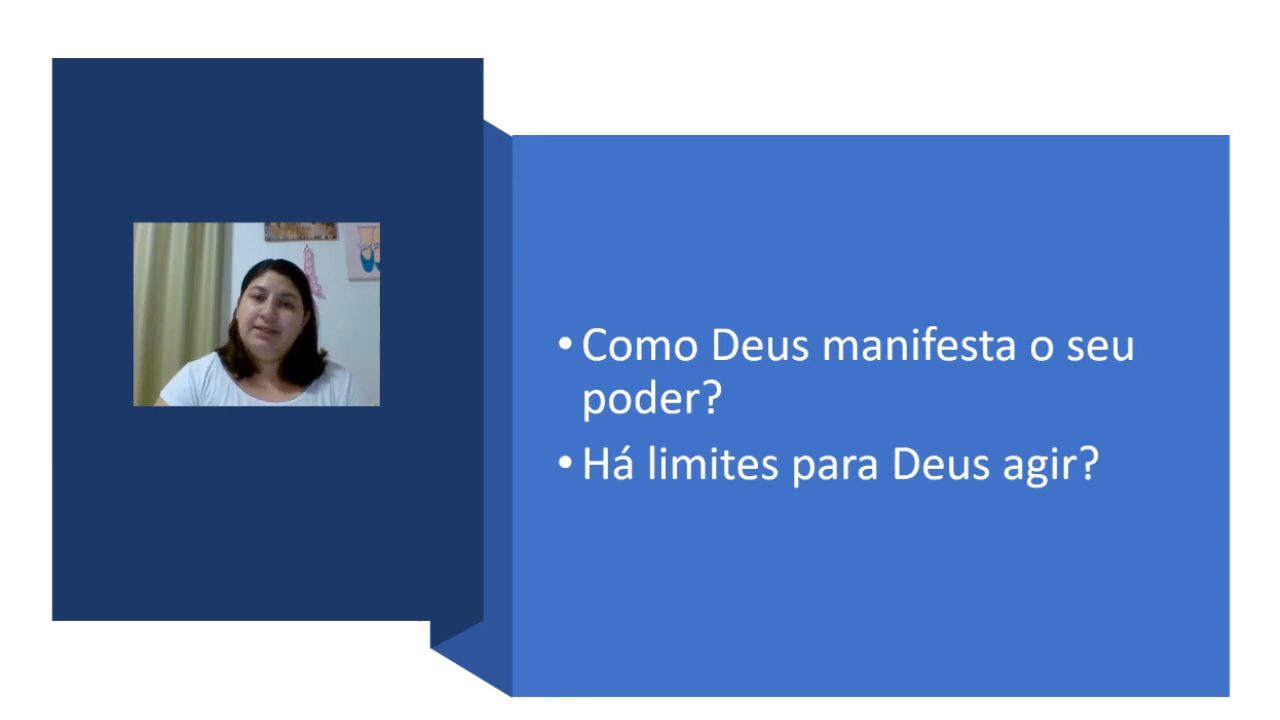 • Como Deus manifesta o seu
poder?
• Há limites para Deus agir?